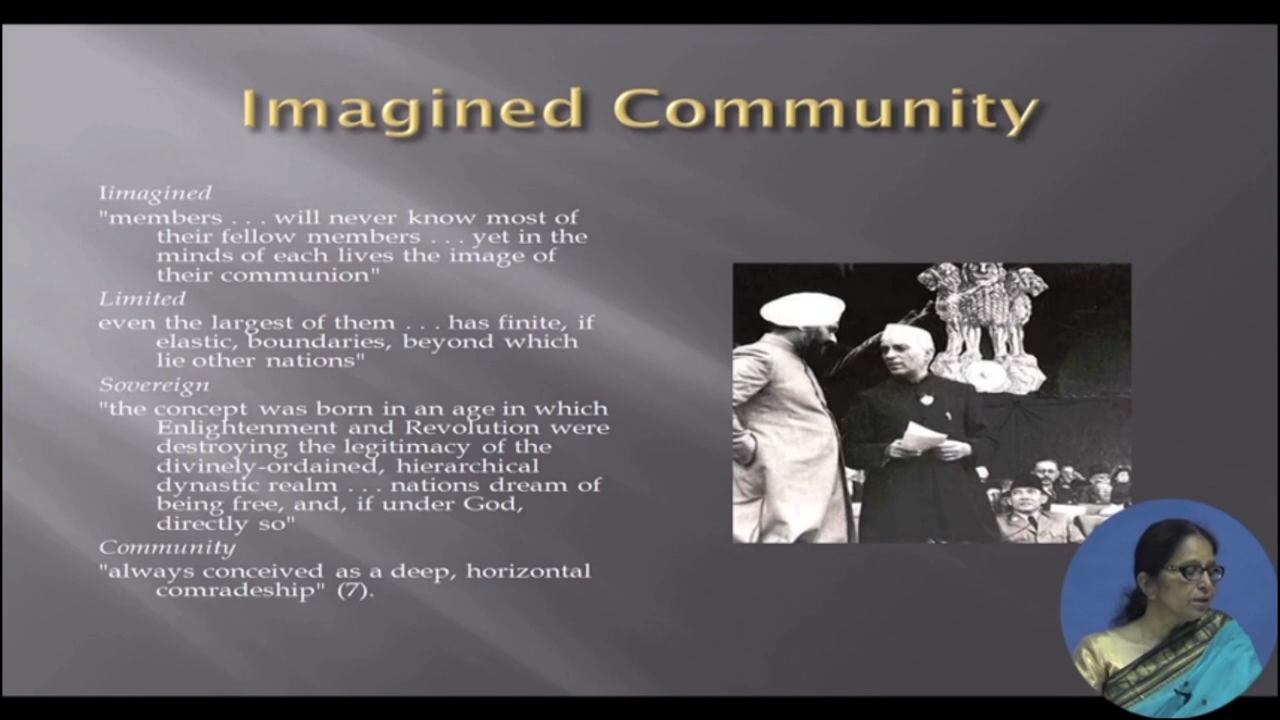 Imagined Community
Iimagined
"members . . . will never know most of
their fellow members . . . yet in the
minds of each lives the image of
their communion"
Limited
even the largest of them . . . has finite, if
elastic, boundaries, beyond which
lie other nations"
Sovereign
"the concept was born in an age in which
Enlightenment and Revolution were
destroying the legitimacy of the
divinely-ordained, hierarchical
dynastic realm . . . nations dream of
being free, and, if under God,
directly so"
Community
"always conceived as a deep, horizontal
comradeship" (7).